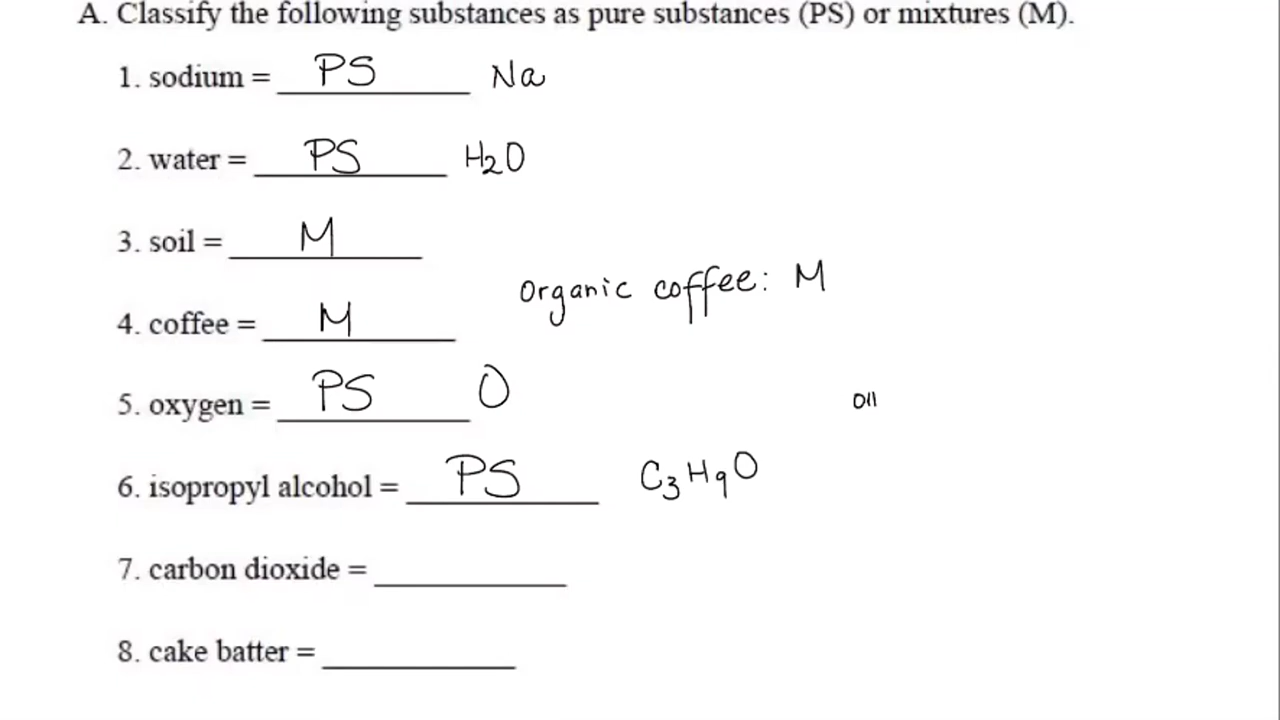 A. Classify the following substances as pure substances (PS) or mixtures (M).
1. sodium = PS Na
2. water = PS H2O
3. soil = M
Organic coffee: M
4. coffee = M
5. oxygen = PS O
6. isopropyl alcohol = PS C3H9O
7. carbon dioxide =
8. cake batter =